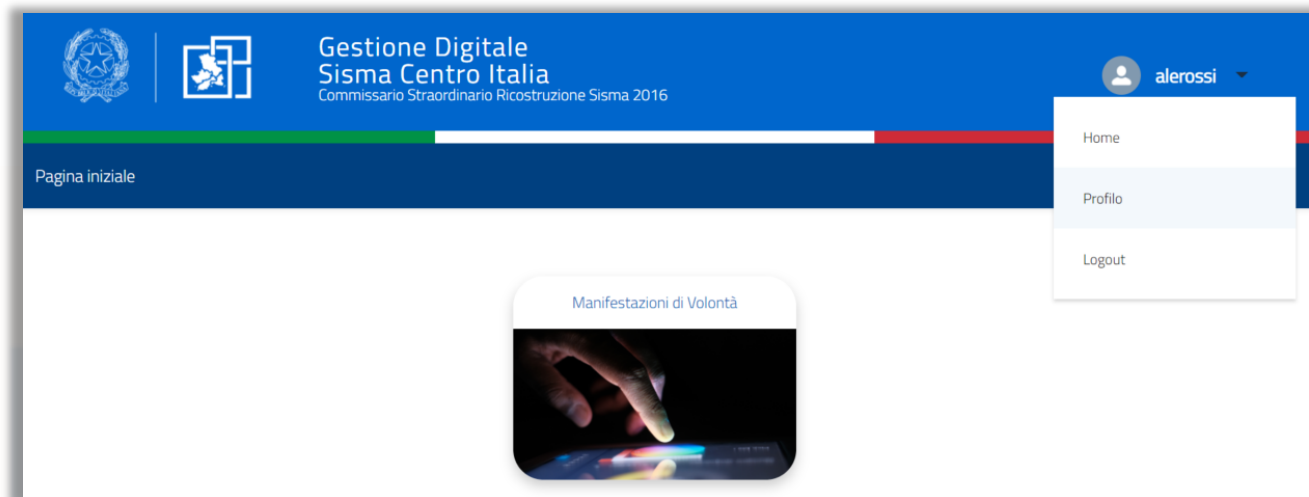 Gestione Digitale
Sisma Centro Italia
Commissario Straordinario Ricostruzione Sisma 2016
alerossi
Home
Profilo
Logout
Pagina iniziale
Manifestazioni di Volontà